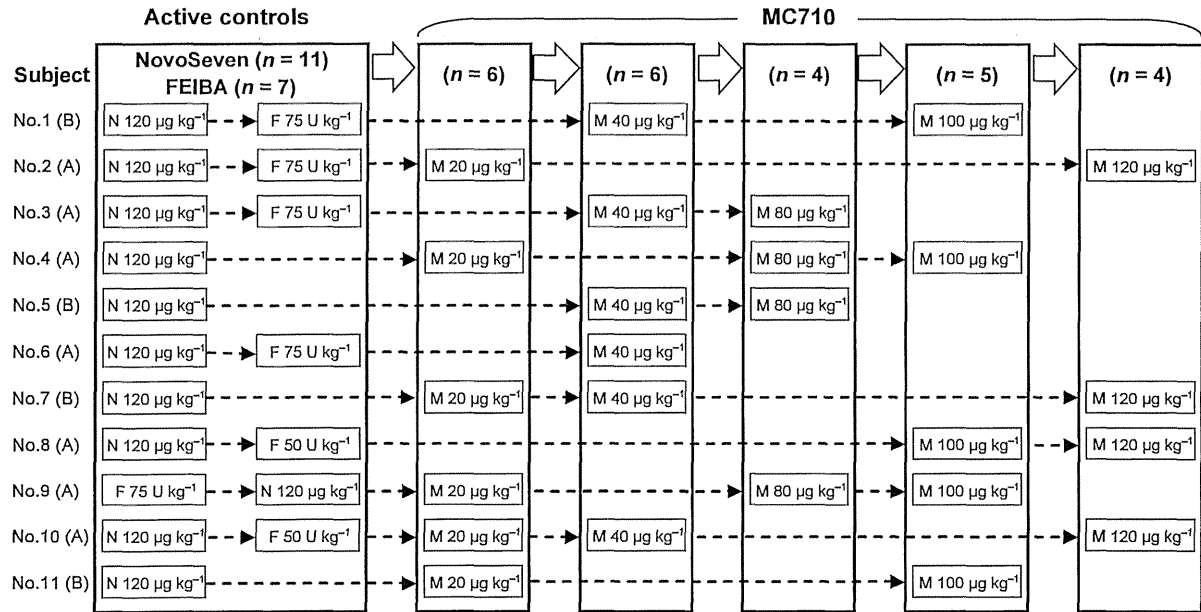 Active controls MC710
Subject NovoSeven (n = 11) (n = 6) (n = 6) (n = 4) (n = 5) (n = 4)
FEIBA (n = 7)
No.1 (B) N 120 µg kg⁻¹ F 75 U kg⁻¹ M 40 µg kg⁻¹ M 100 µg kg⁻¹
No.2 (A) N 120 µg kg⁻¹ F 75 U kg⁻¹ M 20 µg kg⁻¹ M 120 µg kg⁻¹
No.3 (A) N 120 µg kg⁻¹ F 75 U kg⁻¹ M 40 µg kg⁻¹ M 80 µg kg⁻¹
No.4 (A) N 120 µg kg⁻¹ M 20 µg kg⁻¹ M 80 µg kg⁻¹ M 100 µg kg⁻¹
No.5 (B) N 120 µg kg⁻¹ M 40 µg kg⁻¹ M 80 µg kg⁻¹
No.6 (A) N 120 µg kg⁻¹ F 75 U kg⁻¹ M 40 µg kg⁻¹
No.7 (B) N 120 µg kg⁻¹ M 20 µg kg⁻¹ M 40 µg kg⁻¹ M 120 µg kg⁻¹
No.8 (A) N 120 µg kg⁻¹ F 50 U kg⁻¹ M 100 µg kg⁻¹ M 120 µg kg⁻¹
No.9 (A) F 75 U kg⁻¹ N 120 µg kg⁻¹ M 20 µg kg⁻¹ M 80 µg kg⁻¹ M 100 µg kg⁻¹
No.10 (A) N 120 µg kg⁻¹ F 50 U kg⁻¹ M 20 µg kg⁻¹ M 40 µg kg⁻¹ M 120 µg kg⁻¹
No.11 (B) N 120 µg kg⁻¹ M 20 µg kg⁻¹ M 100 µg kg⁻¹